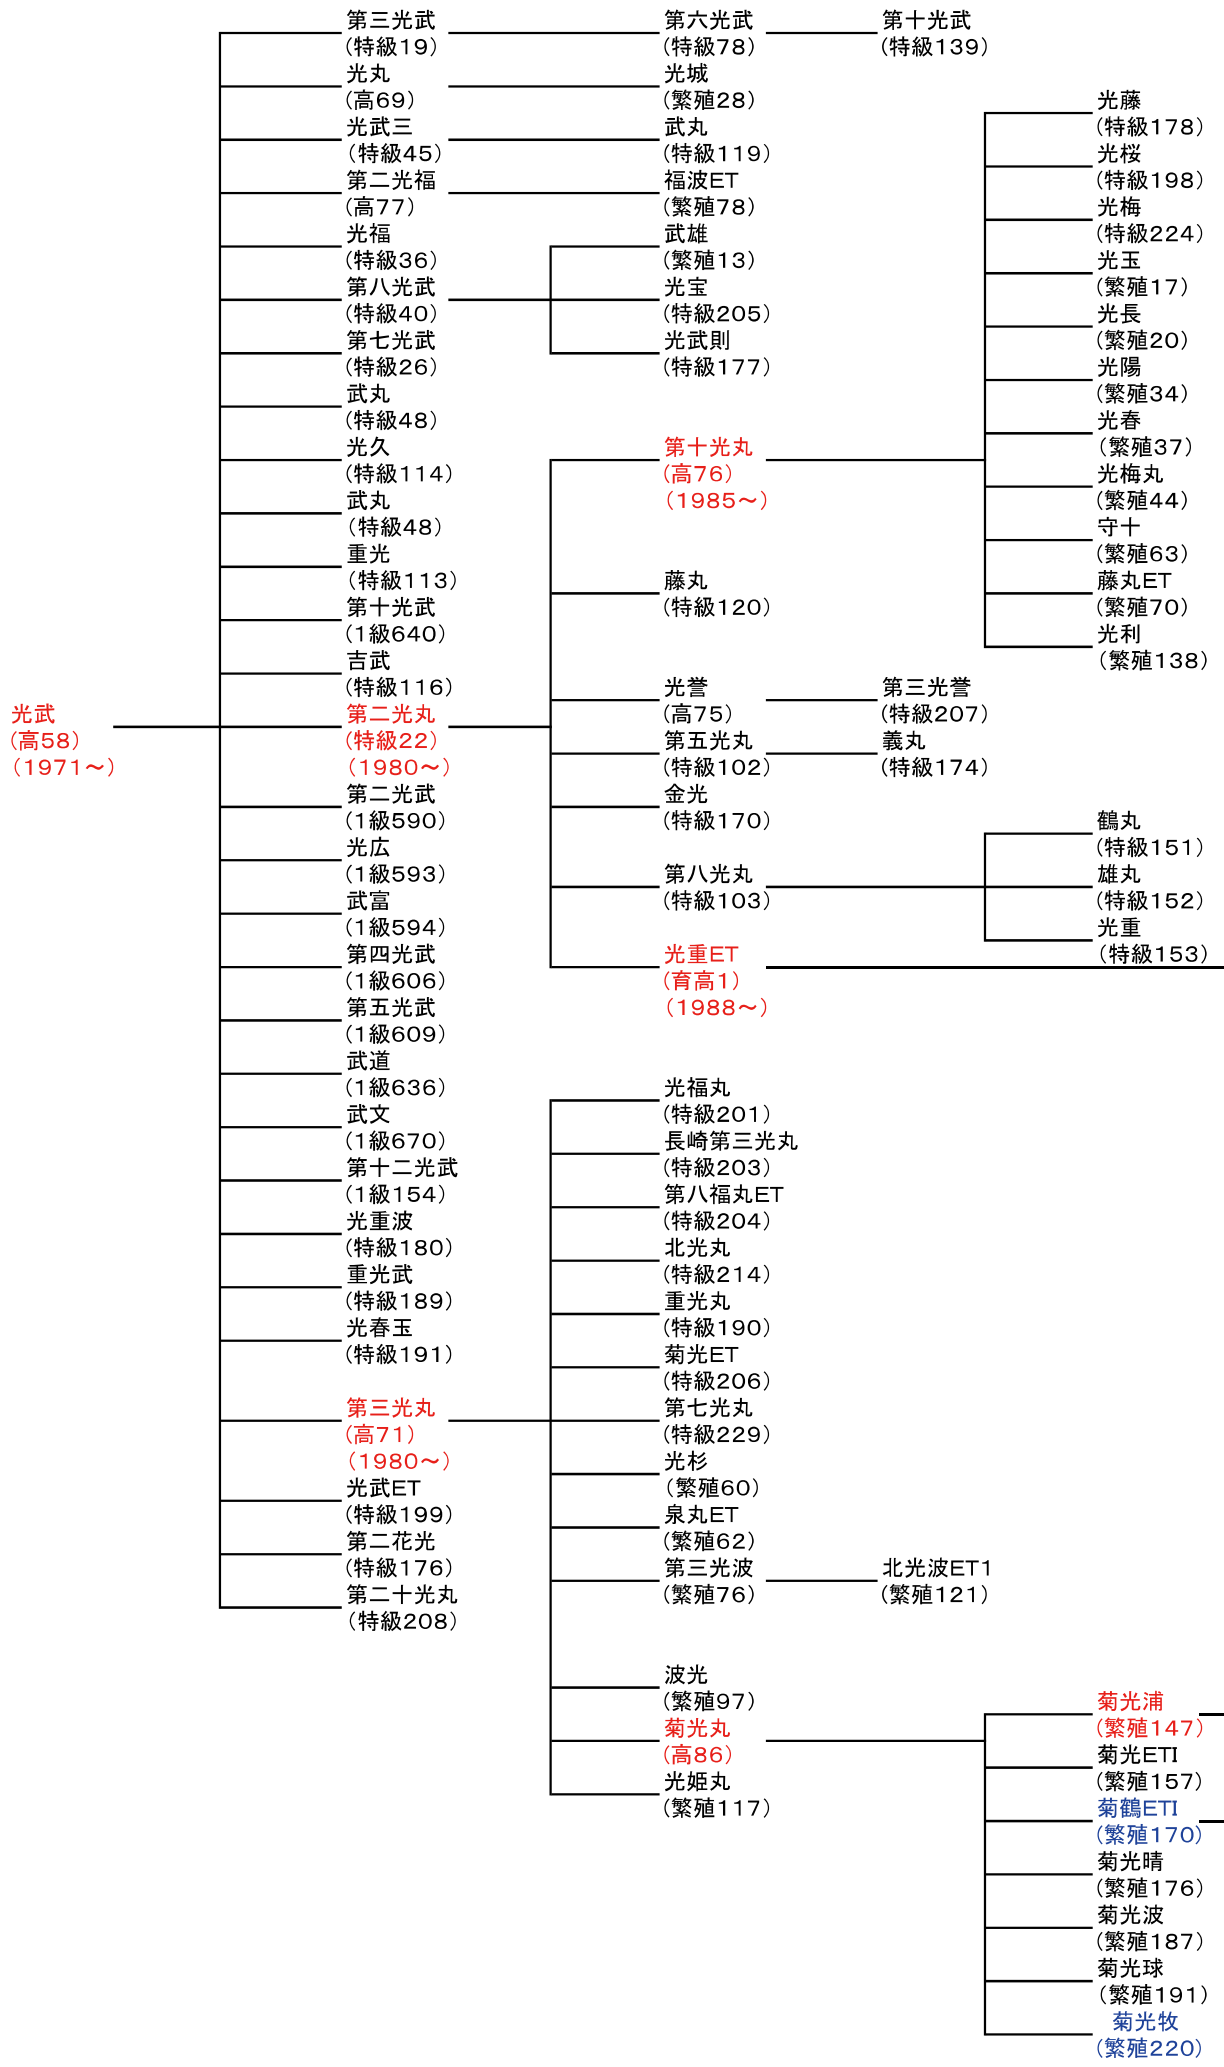 光武
(高58)
(1971～)
第三光武
(特級19)
光丸
(高69)
光武三
(特級45)
第二光福
(高77)
光福
(特級36)
第八光武
(特級40)
第七光武
(特級26)
武丸
(特級48)
光久
(特級114)
武丸
(特級48)
重光
(特級113)
第十光武
(1級640)
吉武
(特級116)
第二光丸
(特級22)
(1980～)
第二光武
(1級590)
光広
(1級593)
武富
(1級594)
第四光武
(1級606)
第五光武
(1級609)
武道
(1級636)
武文
(1級670)
第十二光武
(1級154)
光重波
(特級180)
重光武
(特級189)
光春玉
(特級191)
第三光丸
(高71)
(1980～)
光武ET
(特級199)
第二花光
(特級176)
第二十光丸
(特級208)
第六光武
(特級78)
光城
(繁殖28)
武丸
(特級119)
福波ET
(繁殖78)
武雄
(繁殖13)
光宝
(特級205)
光武則
(特級177)
第十光丸
(高76)
(1985～)
藤丸
(特級120)
光誉
(高75)
第五光丸
(特級102)
金光
(特級170)
第八光丸
(特級103)
光重ET
(育高1)
(1988～)
光福丸
(特級201)
長崎第三光丸
(特級203)
第八福丸ET
(特級204)
北光丸
(特級214)
重光丸
(特級190)
菊光ET
(特級206)
第七光丸
(特級229)
光杉
(繁殖60)
泉丸ET
(繁殖62)
第三光波
(繁殖76)
波光
(繁殖97)
菊光丸
(高86)
光姫丸
(繁殖117)
第十光武
(特級139)
第三光誉
(特級207)
義丸
(特級174)
北光波ET1
(繁殖121)
光藤
(特級178)
光桜
(特級198)
光梅
(特級224)
光玉
(繁殖17)
光長
(繁殖20)
光陽
(繁殖34)
光春
(繁殖37)
光梅丸
(繁殖44)
守十
(繁殖63)
藤丸ET
(繁殖70)
光利
(繁殖138)
鶴丸
(特級151)
雄丸
(特級152)
光重
(特級153)
菊光浦
(繁殖147)
菊光ETI
(繁殖157)
菊鶴ETI
(繁殖170)
菊光晴
(繁殖176)
菊光波
(繁殖187)
菊光球
(繁殖191)
菊光牧
(繁殖220)